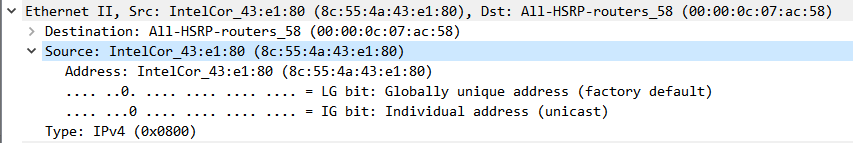 Ethernet II, Src: IntelCor_43:e1:80 (8c:55:4a:43:e1:80), Dst: All-HSRP-routers_58 (00:00:0c:07:ac:58)
Destination: All-HSRP-routers_58 (00:00:0c:07:ac:58)
Source: IntelCor_43:e1:80 (8c:55:4a:43:e1:80)
Address: IntelCor_43:e1:80 (8c:55:4a:43:e1:80)
.... ..0. .... .... .... .... = LG bit: Globally unique address (factory default)
.... ...0 .... .... .... .... = IG bit: Individual address (unicast)
Type: IPv4 (0x0800)